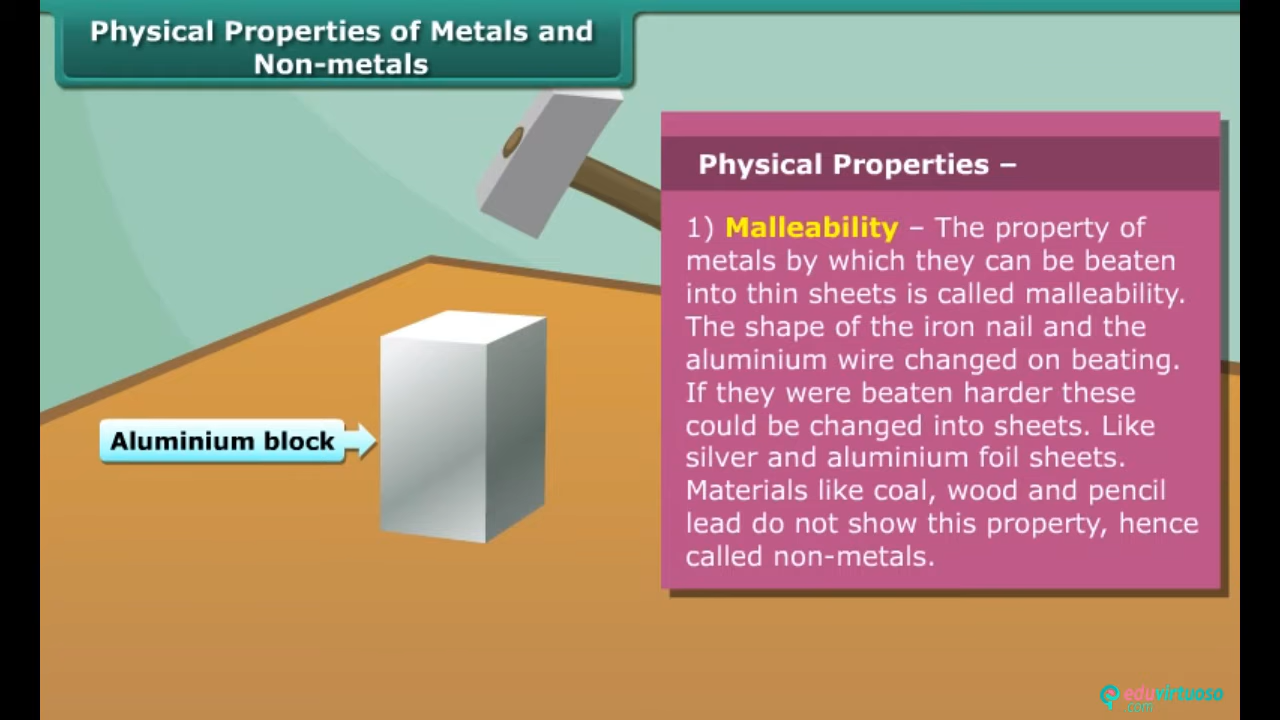 Physical Properties of Metals and
Non-metals
Physical Properties –
1) Malleability – The property of
metals by which they can be beaten
into thin sheets is called malleability.
The shape of the iron nail and the
aluminium wire changed on beating.
If they were beaten harder these
could be changed into sheets. Like
silver and aluminium foil sheets.
Materials like coal, wood and pencil
lead do not show this property, hence
called non-metals.
Aluminium block
eduvirtuoso
.com